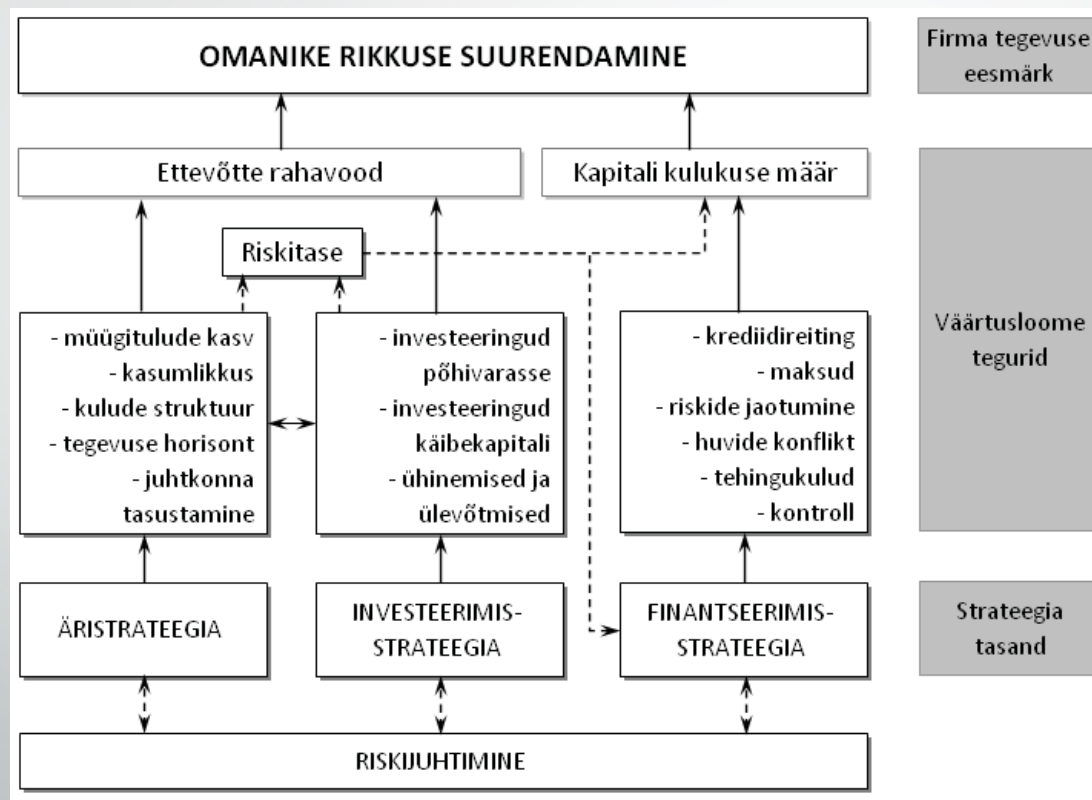 OMANIKE RIKKUSE SUURENDAMINE
Firma tegevuse
eesmärk
Ettevõtte rahavood
Kapitali kulukuse määr
Riskitase
- müügitulude kasv
- kasumlikkus
- kulude struktuur
- tegevuse horisont
- juhtkonna
tasustamine
- investeeringud
põhivarasse
- investeeringud
käibekapitali
- ühinemised ja
ülevõtmised
- krediidireiting
- maksud
- riskide jaotumine
- huvide konflikt
- tehingukulud
- kontroll
Väärtusloome
tegurid
ÄRISTRATEEGIA
INVESTEERIMIS-
STRATEEGIA
FINANTSEERIMIS-
STRATEEGIA
Strateegia
tasand
RISKIJUHTIMINE